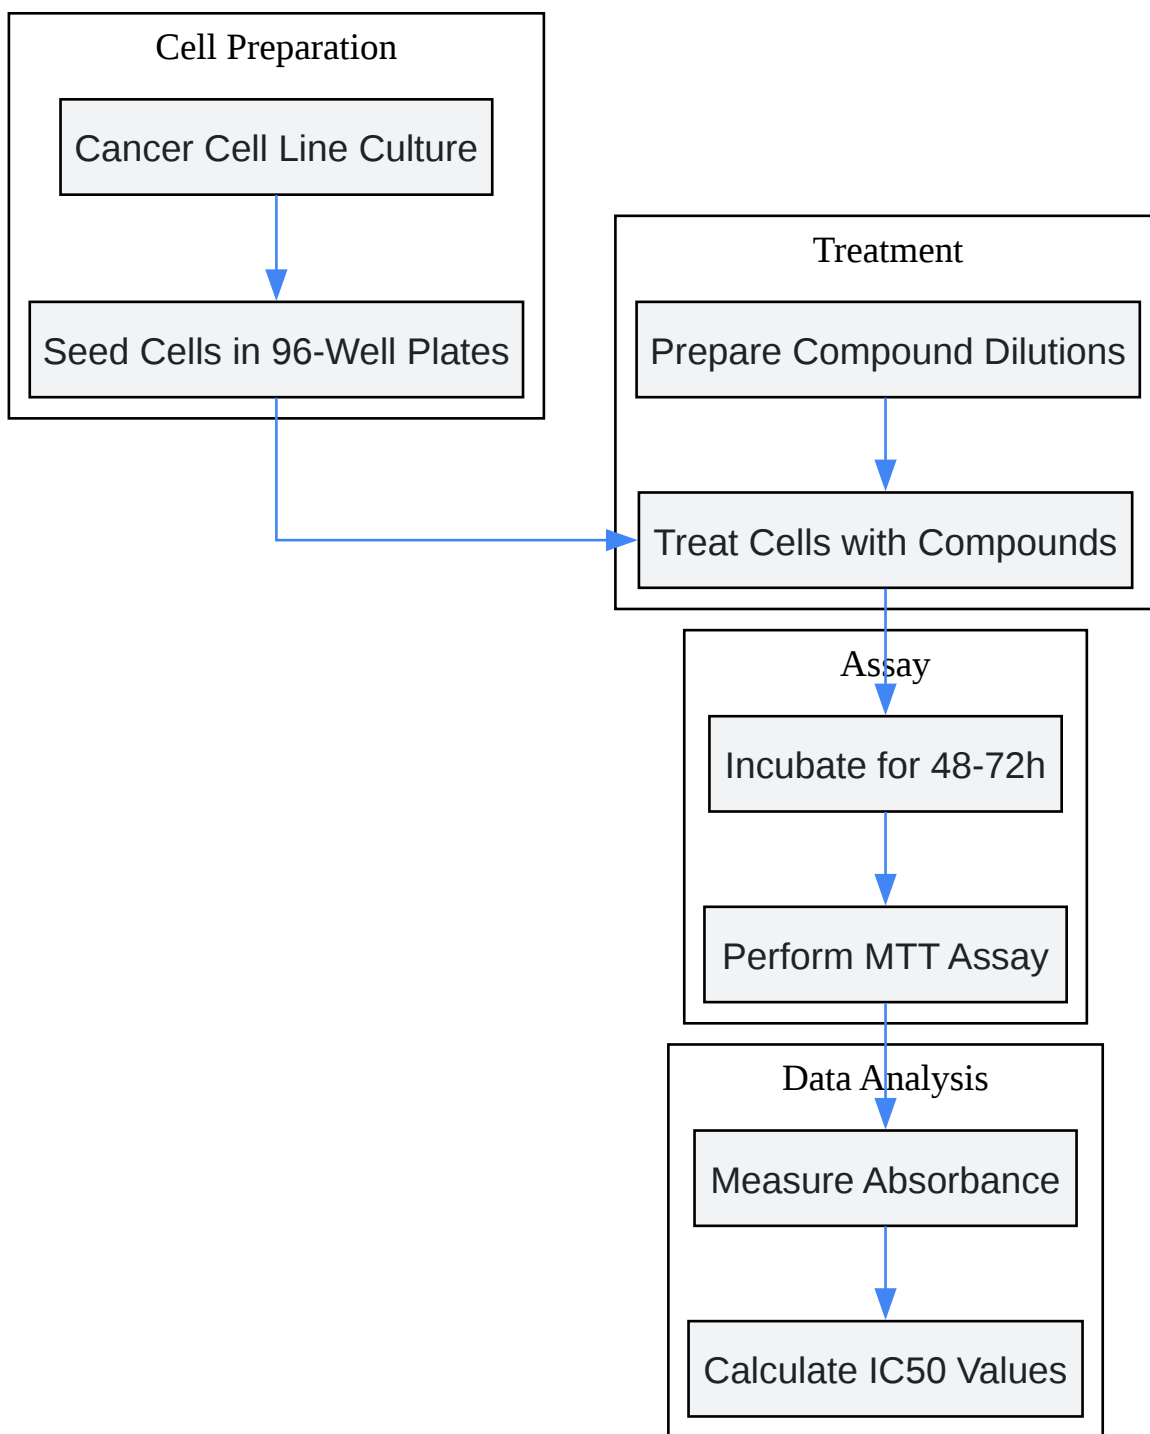 Cell Preparation
Cancer Cell Line Culture
Seed Cells in 96-Well Plates
Treatment
Prepare Compound Dilutions
Treat Cells with Compounds
Assay
Incubate for 48-72h
Perform MTT Assay
Data Analysis
Measure Absorbance
Calculate IC50 Values